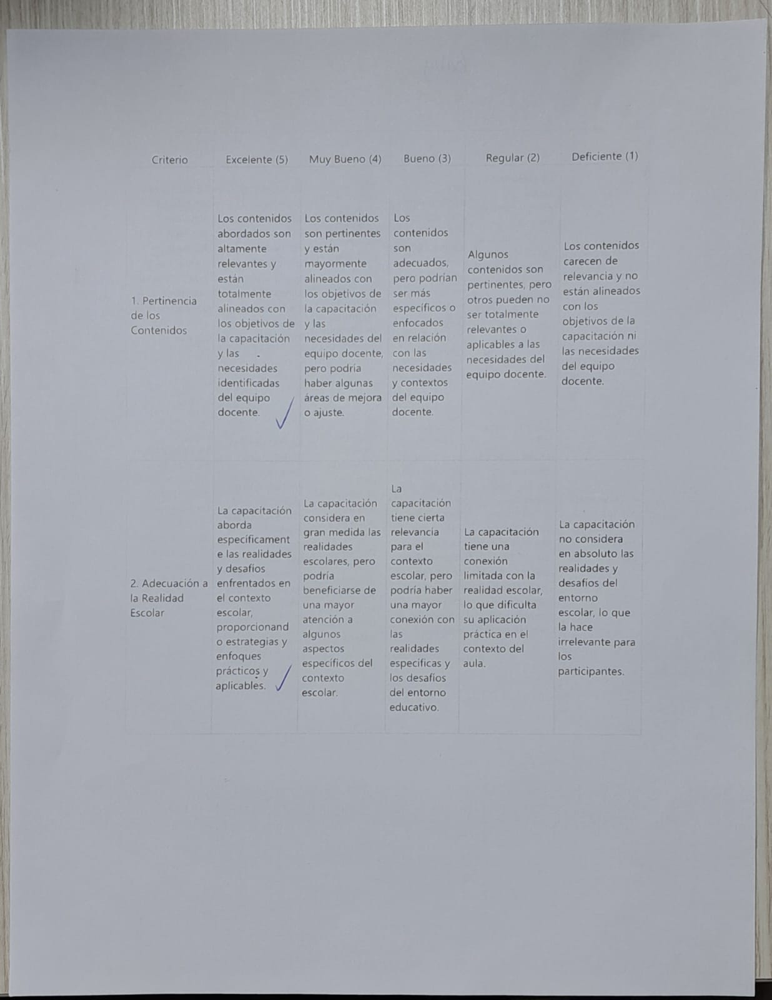 Criterio
Excelente (5)
Muy Bueno (4)
Bueno (3)
Regular (2)
Deficiente (1)
1. Pertinencia
de los
Contenidos
Los contenidos
abordados son
altamente
relevantes y
están
totalmente
alineados con
los objetivos de
la capacitación
y las
necesidades
identificadas
del equipo
docente.
Los contenidos
son pertinentes
y están
mayormente
alineados con
los objetivos de
la capacitación
y las
necesidades del
equipo docente,
pero podría
haber algunas
áreas de mejora
o ajuste.
Los
contenidos
son
adecuados,
pero podrían
ser más
específicos o
enfocados
en relación
con las
necesidades
y contextos
del equipo
docente.
Algunos
contenidos son
pertinentes, pero
otros pueden no
ser totalmente
relevantes o
aplicables a las
necesidades del
equipo docente.
Los contenidos
carecen de
relevancia y no
están alineados
con los
objetivos de la
capacitación ni
las necesidades
del equipo
docente.
2. Adecuación a
la Realidad
Escolar
La capacitación
aborda
específicament
e las realidades
y desafíos
enfrentados en
el contexto
escolar,
proporcionand
o estrategias y
enfoques
prácticos y
aplicables.
La capacitación
considera en
gran medida las
realidades
escolares, pero
podría
beneficiarse de
una mayor
atención a
algunos
aspectos
específicos del
contexto
escolar.
La
capacitación
tiene cierta
relevancia
para el
contexto
escolar, pero
podría haber
una mayor
conexión con
las
realidades
específicas y
los desafíos
del entorno
educativo.
La capacitación
tiene una
conexión
limitada con la
realidad escolar,
lo que dificulta
su aplicación
práctica en el
contexto del
aula.
La capacitación
no considera
en absoluto las
realidades y
desafíos del
entorno
escolar, lo que
la hace
irrelevante para
los
participantes.